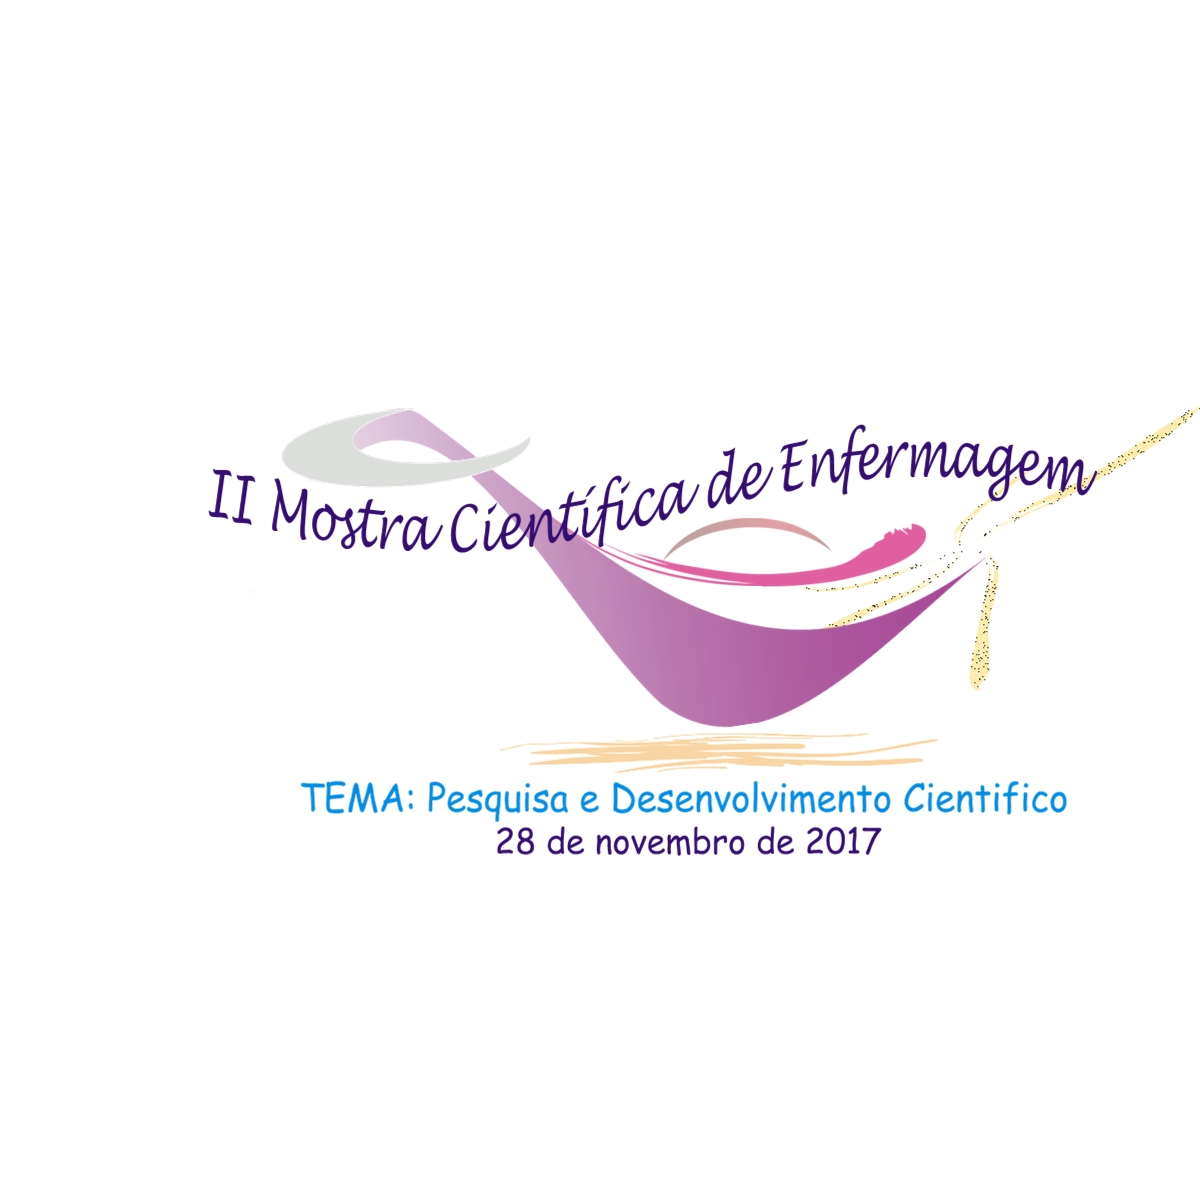 II Mostra Científica de Enfermagem
TEMA: Pesquisa e Desenvolvimento Cientifico
28 de novembro de 2017